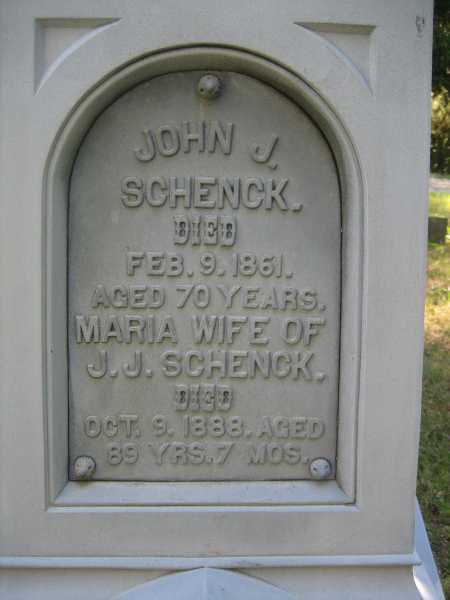 JOHN J.
SCHENCK.
DIED
FEB. 9. 1861.
AGED 70 YEARS.
MARIA WIFE OF
J. J. SCHENCK.
DIED
OCT. 9. 1888. AGED
89 YRS. 7 MOS.